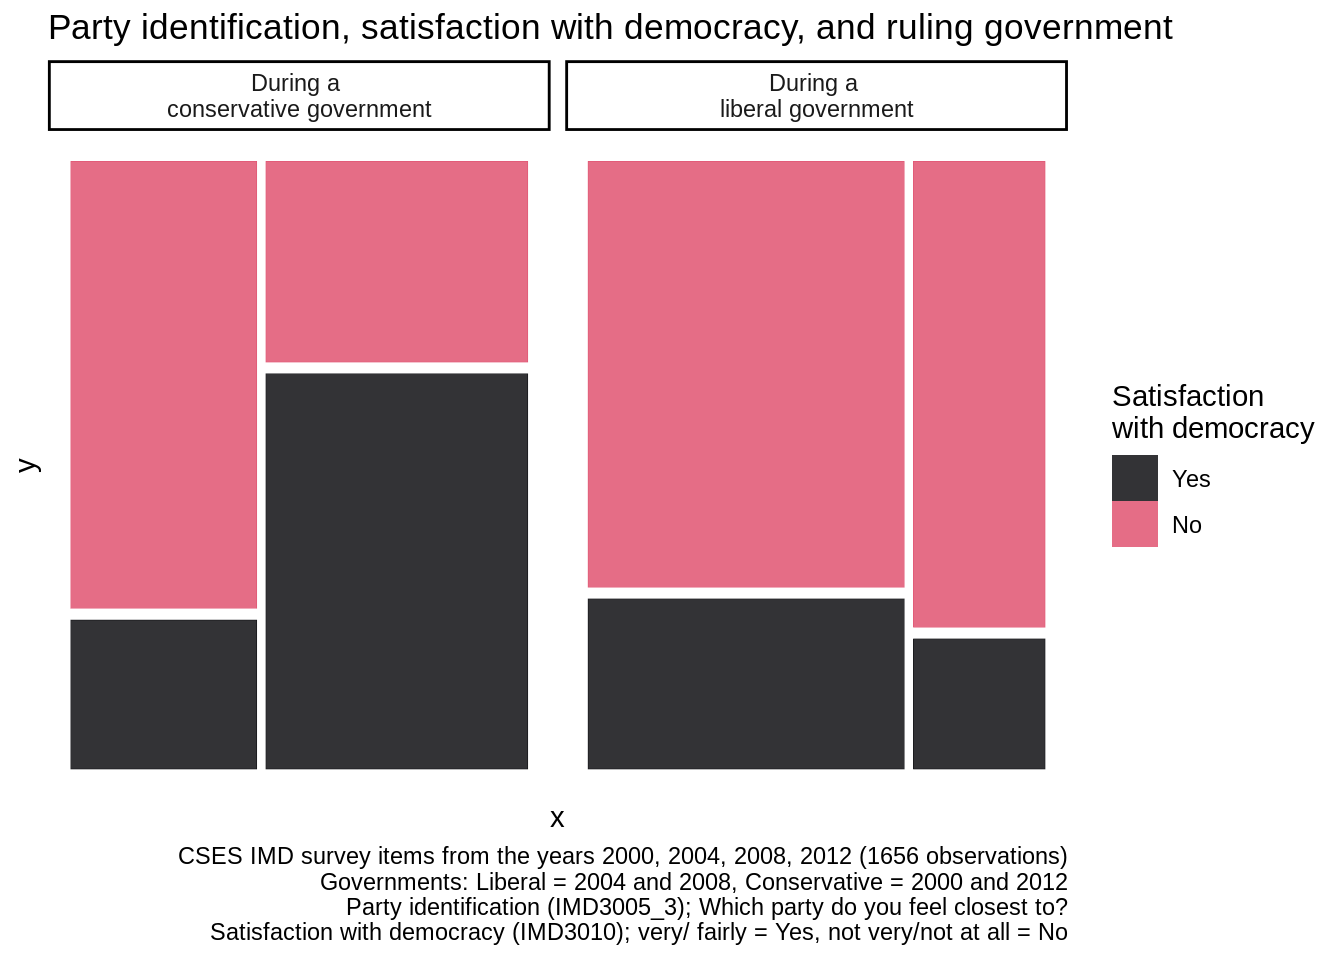 Party identification, satisfaction with democracy, and ruling government
During a
conservative government
During a
liberal government
y
Satisfaction
with democracy
Yes
No
x
CSES IMD survey items from the years 2000, 2004, 2008, 2012 (1656 observations)
Governments: Liberal = 2004 and 2008, Conservative = 2000 and 2012
Party identification (IMD3005_3); Which party do you feel closest to?
Satisfaction with democracy (IMD3010); very/ fairly = Yes, not very/not at all = No